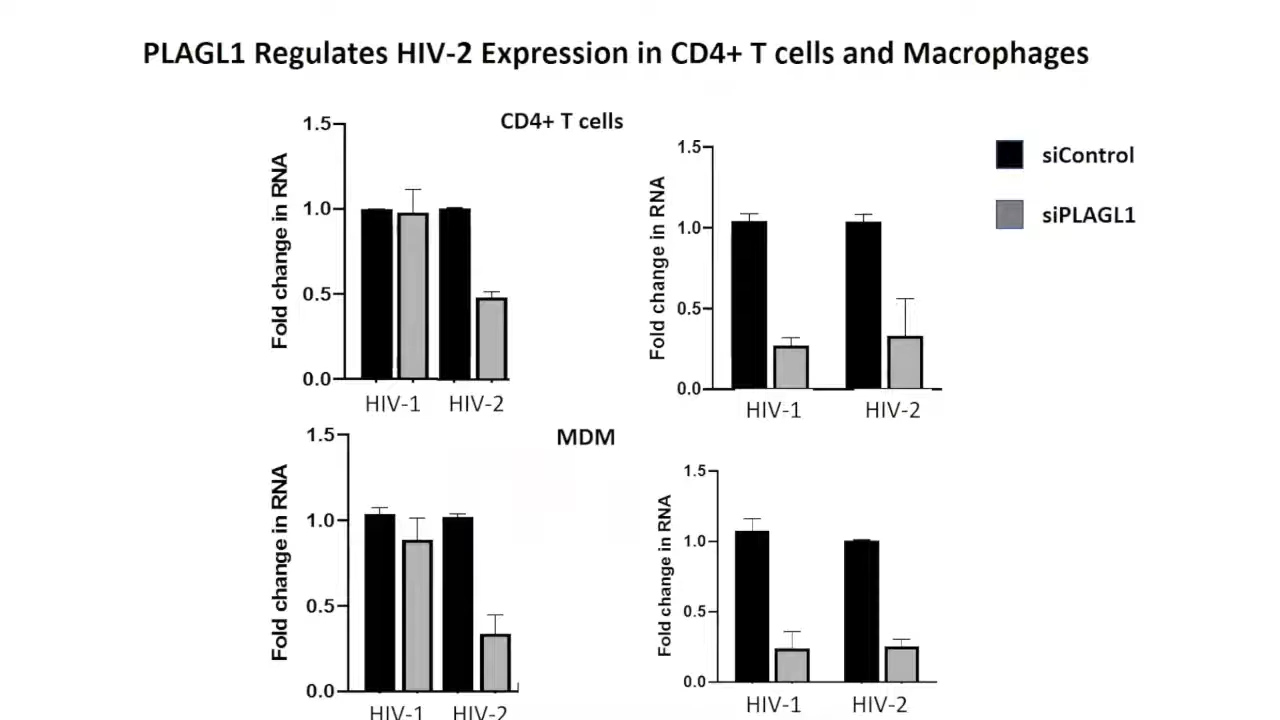 PLAGL1 Regulates HIV-2 Expression in CD4+ T cells and Macrophages
CD4+ T cells
Fold change in RNA
1.5
1.0
0.5
0.0
HIV-1 HIV-2
Fold change in RNA
1.5
1.0
0.5
0.0
HIV-1 HIV-2
siControl
siPLAGL1
MDM
Fold change in RNA
1.5
1.0
0.5
0.0
HIV-1 HIV-2
Fold change in RNA
1.5
1.0
0.5
0.0
HIV-1 HIV-2